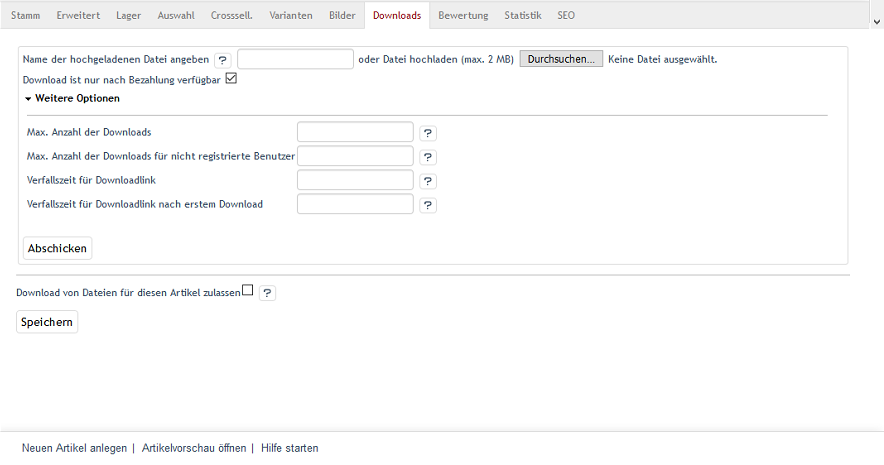 Stamm Erweitert Lager Auswahl Crosssell. Varianten Bilder Downloads Bewertung Statistik SEO
Name der hochgeladenen Datei angeben ? oder Datei hochladen (max. 2 MB) Durchsuchen... Keine Datei ausgewählt.
Download ist nur nach Bezahlung verfügbar
Weitere Optionen
Max. Anzahl der Downloads ?
Max. Anzahl der Downloads für nicht registrierte Benutzer ?
Verfallszeit für Downloadlink ?
Verfallszeit für Downloadlink nach erstem Download ?
Abschicken
Download von Dateien für diesen Artikel zulassen ?
Speichern
Neuen Artikel anlegen | Artikelvorschau öffnen | Hilfe starten